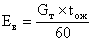 Eв = Gт × tож / 60